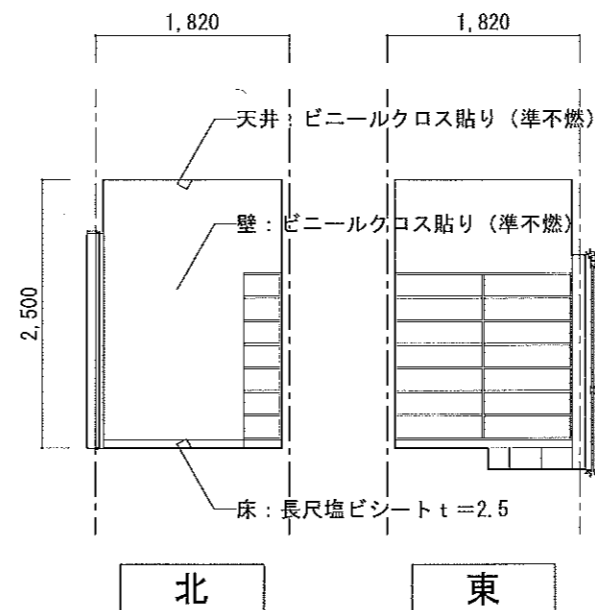 1,820
1,820
天井：ビニールクロス貼り（準不燃）
壁：ビニールクロス貼り（準不燃）
2,500
床：長尺塩ビシートｔ＝2.5
北
東